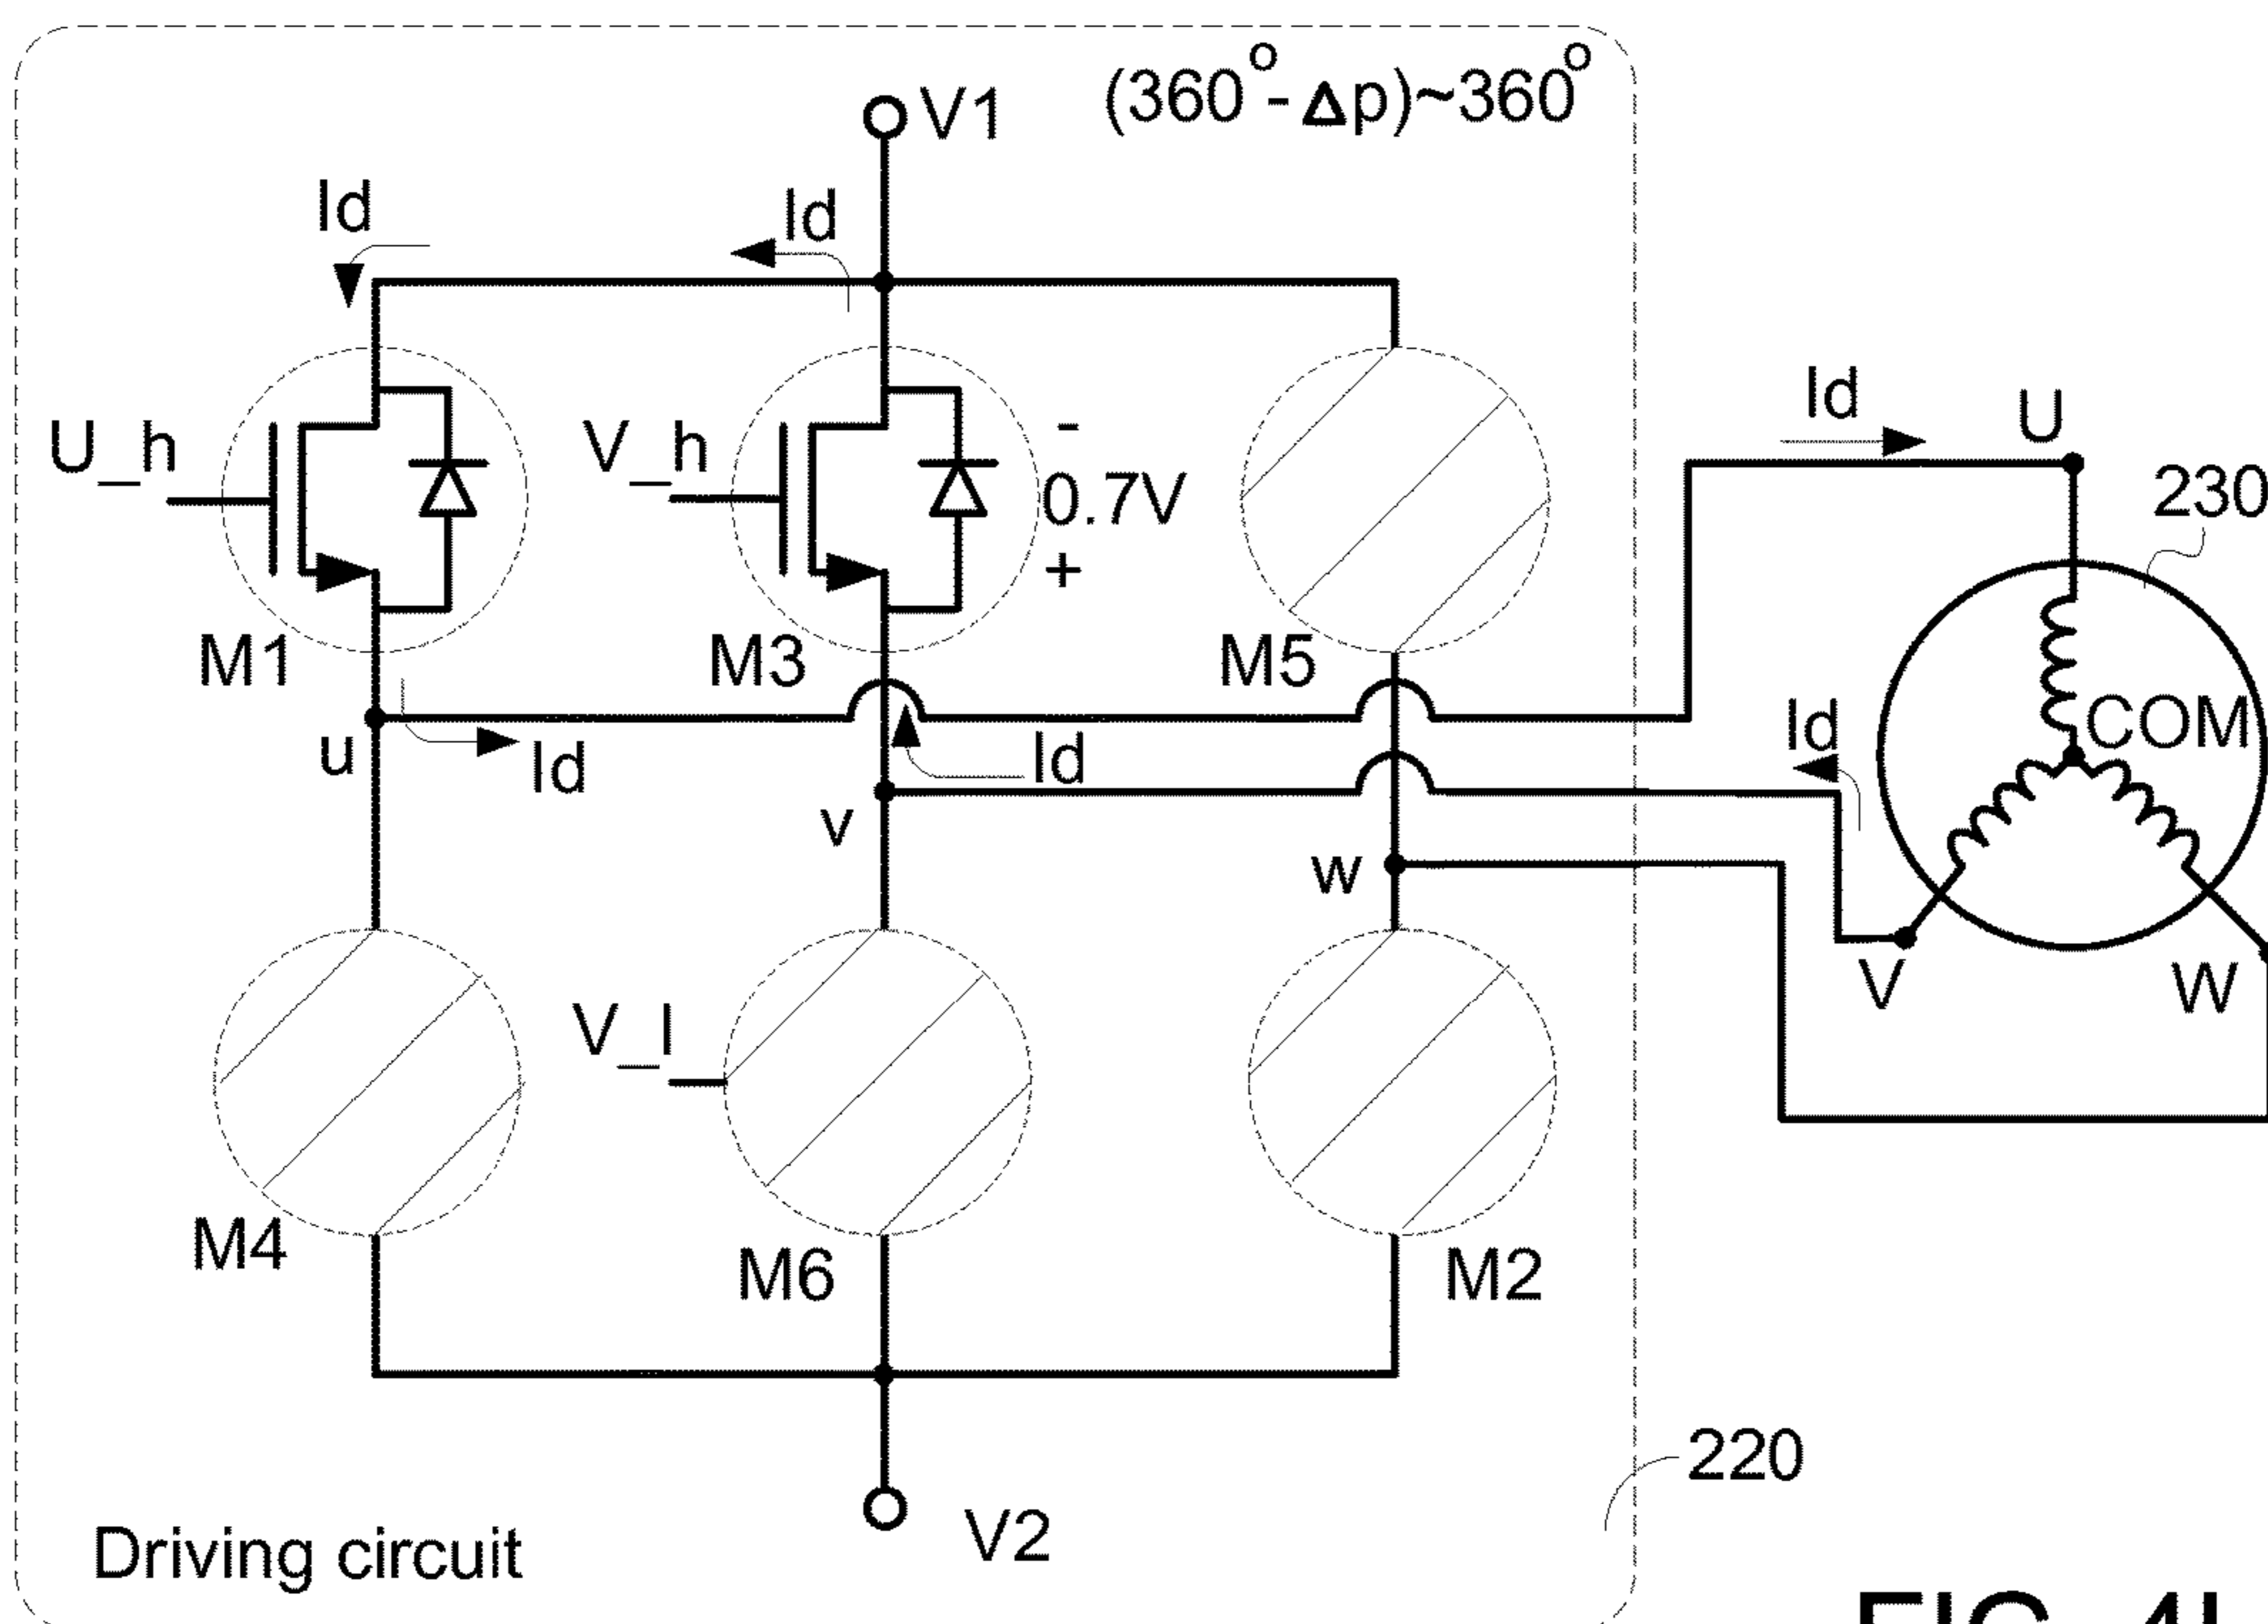 (360°- Δp)~360°
V1
Id
Id
U_h
V_h
-
0.7V
+
M1
M3
M5
Id
U
230
u
Id
Id
Id
COM
v
w
V
W
V_l
M4
M6
M2
V2
220
Driving circuit